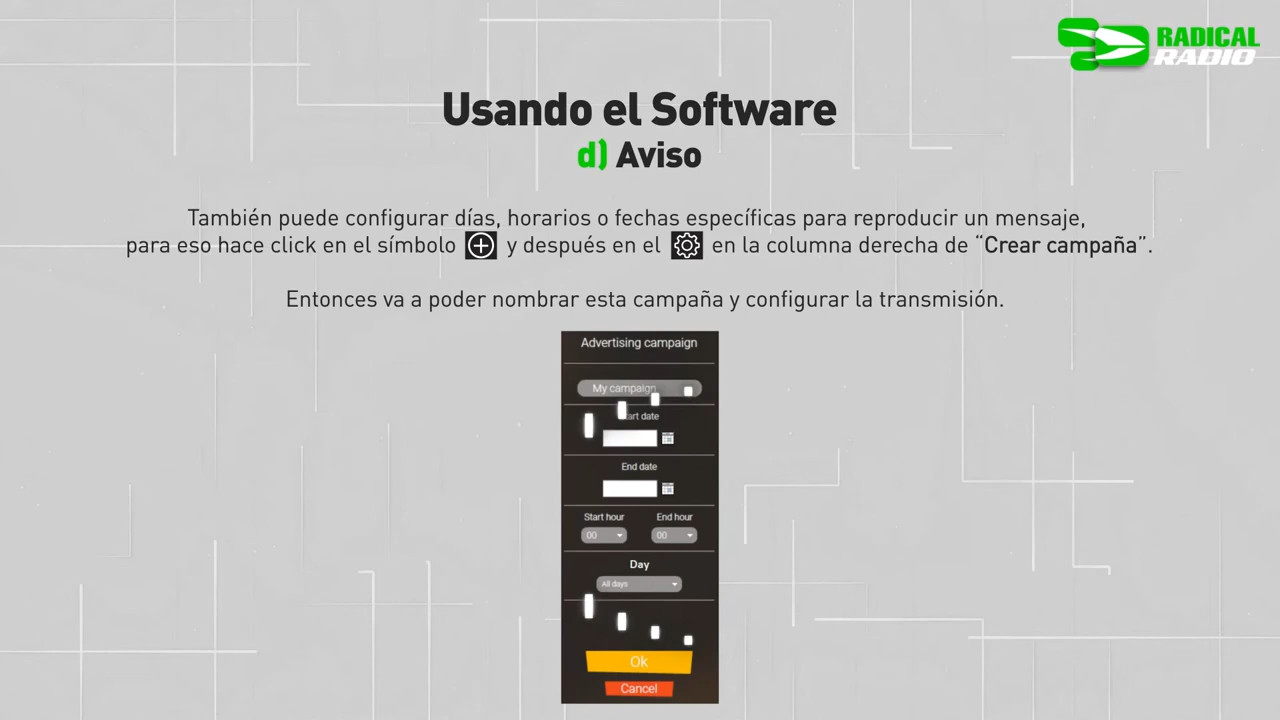 RADICAL
RADIO
Usando el Software
d) Aviso
También puede configurar días, horarios o fechas específicas para reproducir un mensaje,
para eso hace click en el símbolo y después en el en la columna derecha de “Crear campaña”.
Entonces va a poder nombrar esta campaña y configurar la transmisión.
Advertising campaign
My campaign
date
End date
Start hour End hour
00 00
Day
All days
Ok
Cancel